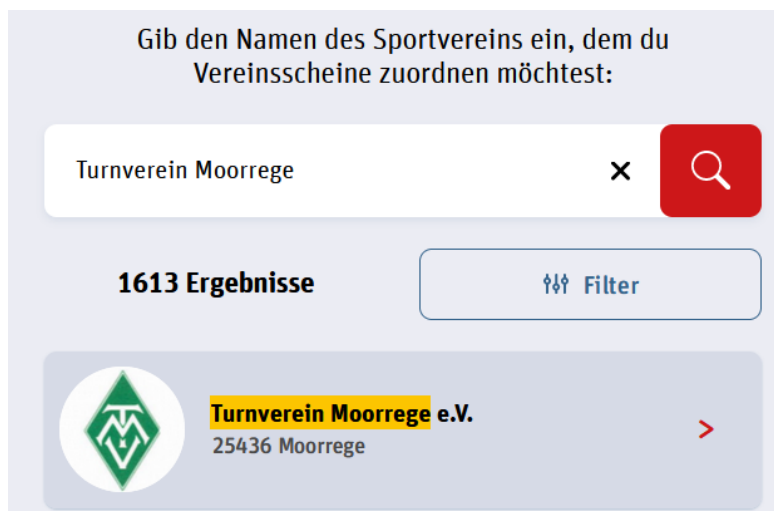 Gib den Namen des Sportvereins ein, dem du
Vereinsscheine zuordnen möchtest:
Turnverein Moorrege
1613 Ergebnisse
Filter
TMV
Turnverein Moorrege e.V.
25436 Moorrege